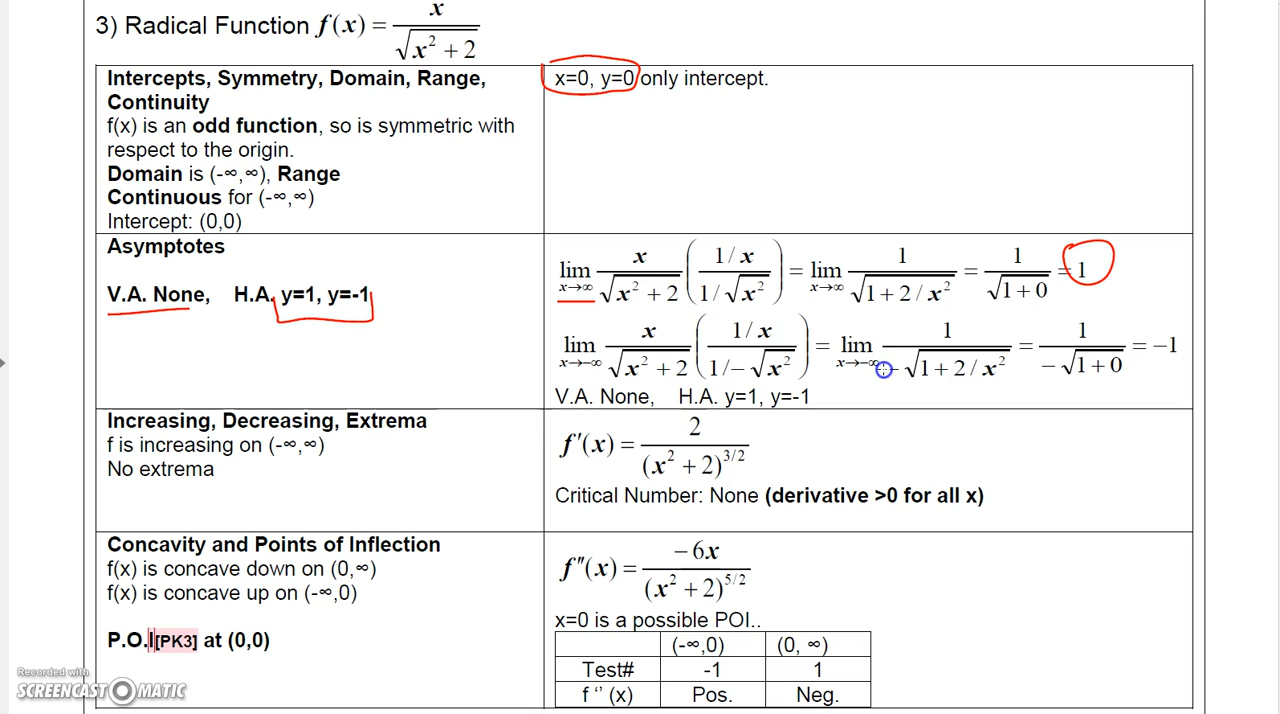 3) Radical Function f(x) = x / √(x² + 2)
Intercepts, Symmetry, Domain, Range,
Continuity
f(x) is an odd function, so is symmetric with
respect to the origin.
Domain is (-∞,∞), Range
Continuous for (-∞,∞)
Intercept: (0,0)
x=0, y=0 only intercept.
Asymptotes
V.A. None, H.A. y=1, y=-1
lim x→∞ x / √(x² + 2) ( 1/x / 1/√x² ) = lim x→∞ 1 / √(1 + 2/x²) = 1 / √(1+0) = 1
lim x→-∞ x / √(x² + 2) ( 1/x / 1/–√x² ) = lim x→-∞ 1 / –√(1 + 2/x²) = 1 / –√(1+0) = –1
V.A. None, H.A. y=1, y=-1
Increasing, Decreasing, Extrema
f is increasing on (-∞,∞)
No extrema
f'(x) = 2 / (x² + 2)^3/2
Critical Number: None (derivative >0 for all x)
Concavity and Points of Inflection
f(x) is concave down on (0,∞)
f(x) is concave up on (-∞,0)
P.O.I[PK3] at (0,0)
f''(x) = –6x / (x² + 2)^5/2
x=0 is a possible POI..
(-∞,0) (0, ∞)
Test# -1 1
f '' (x) Pos. Neg.
Recorded with
SCREENCAST-O-MATIC